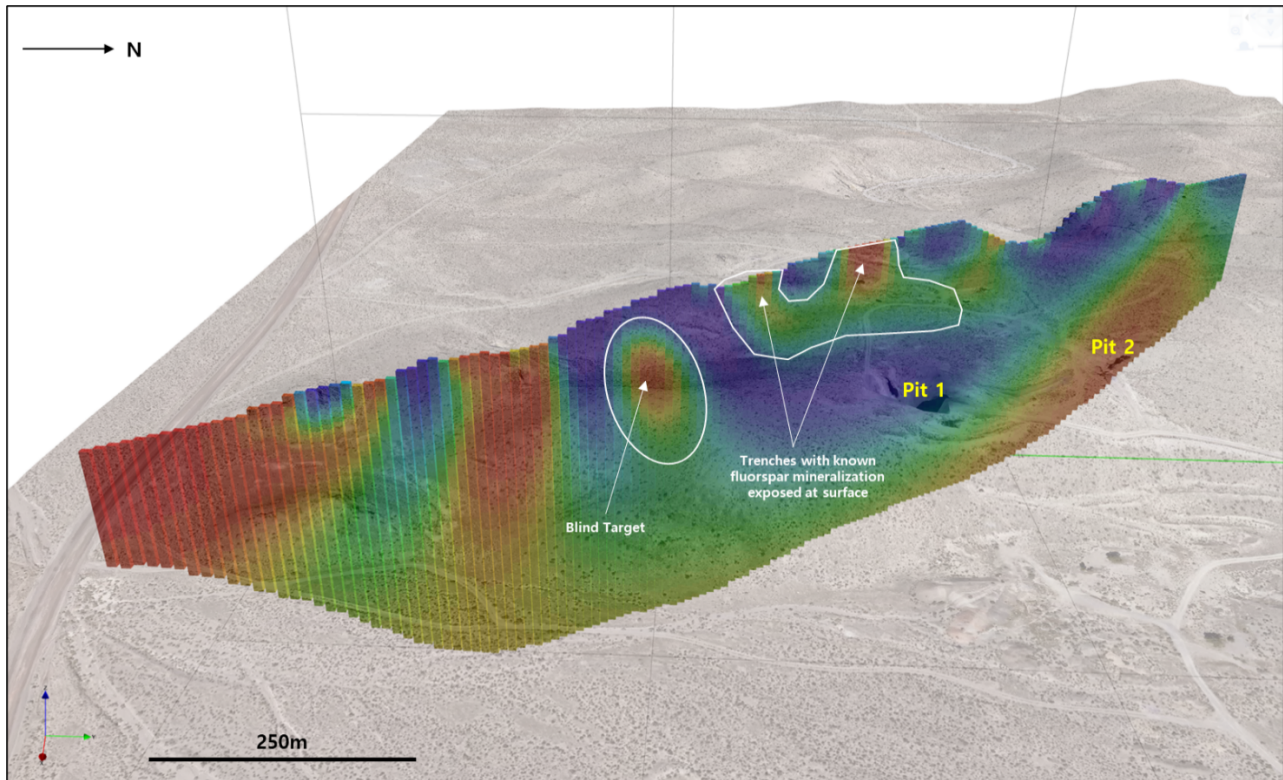 N
Pit 2
Pit 1
Trenches with known
fluorspar mineralization
exposed at surface
Blind Target
250m